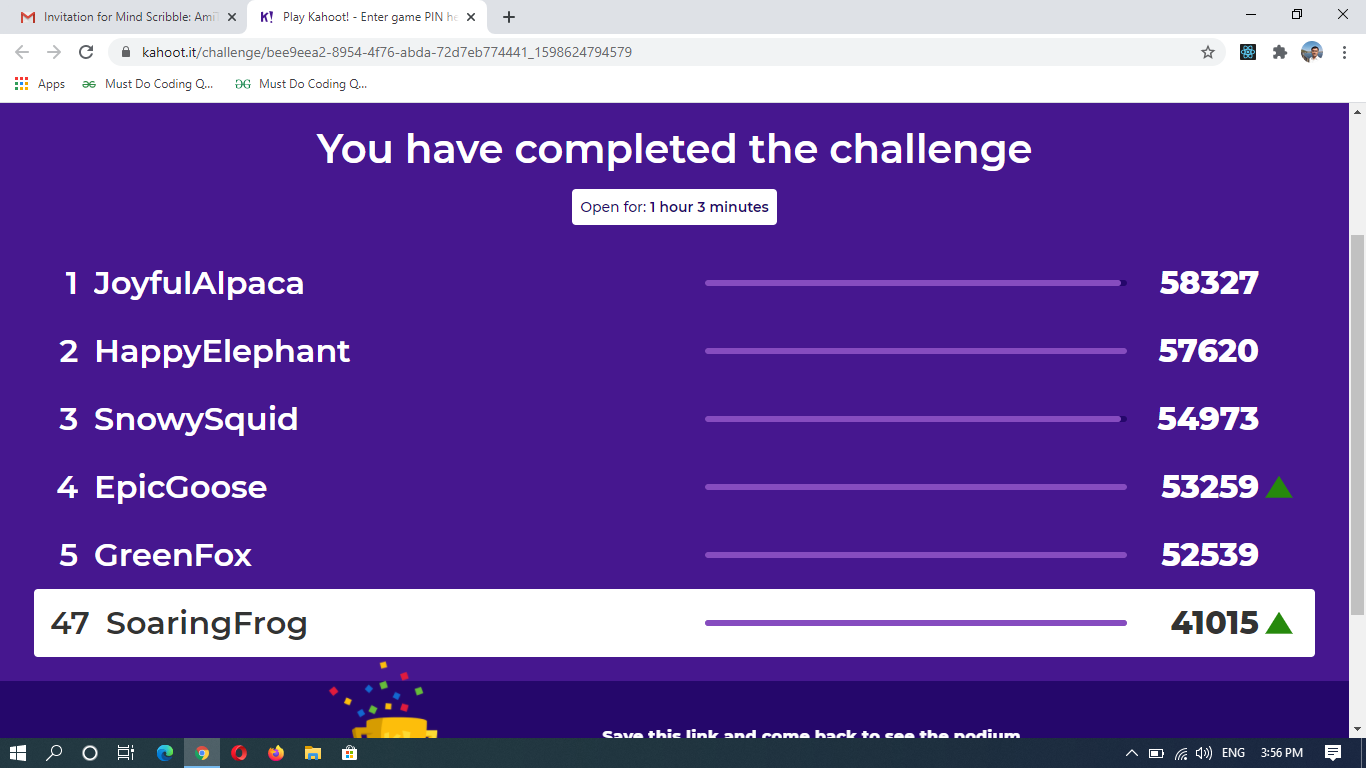 Invitation for Mind Scribble: Ami
Play Kahoot! - Enter game PIN he
kahoot.it/challenge/bee9eea2-8954-4f76-abda-72d7eb774441_1598624794579
Apps Must Do Coding Q... Must Do Coding Q...
You have completed the challenge
Open for: 1 hour 3 minutes
1 JoyfulAlpaca 58327
2 HappyElephant 57620
3 SnowySquid 54973
4 EpicGoose 53259
5 GreenFox 52539
47 SoaringFrog 41015
Save this link and come back to see the podium
ENG 3:56 PM